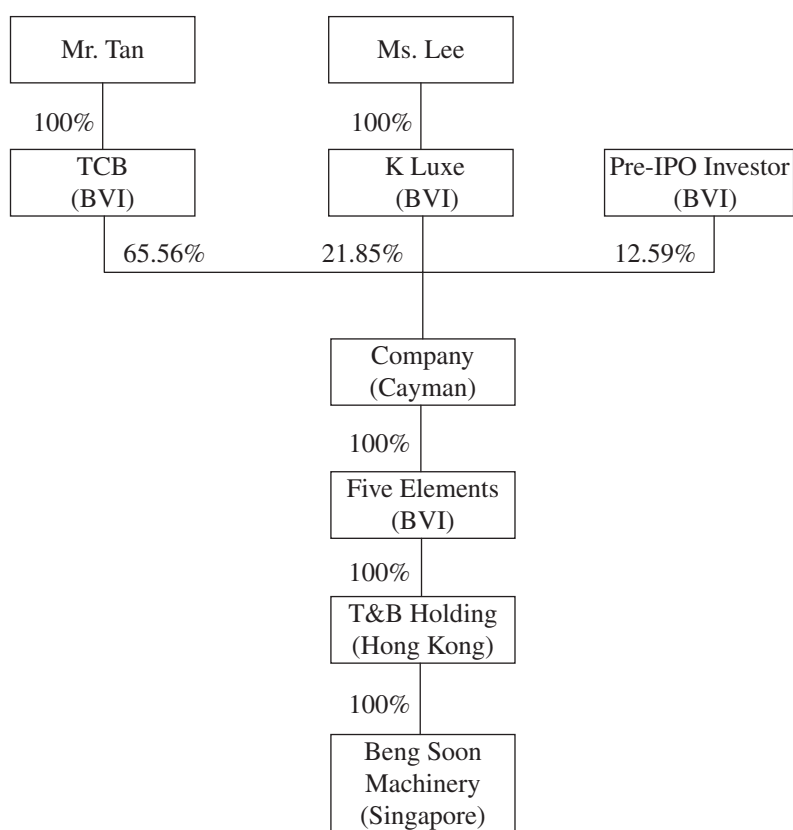 Mr. Tan
Ms. Lee
100%
100%
TCB
(BVI)
K Luxe
(BVI)
Pre-IPO Investor
(BVI)
65.56%
21.85%
12.59%
Company
(Cayman)
100%
Five Elements
(BVI)
100%
T&B Holding
(Hong Kong)
100%
Beng Soon
Machinery
(Singapore)